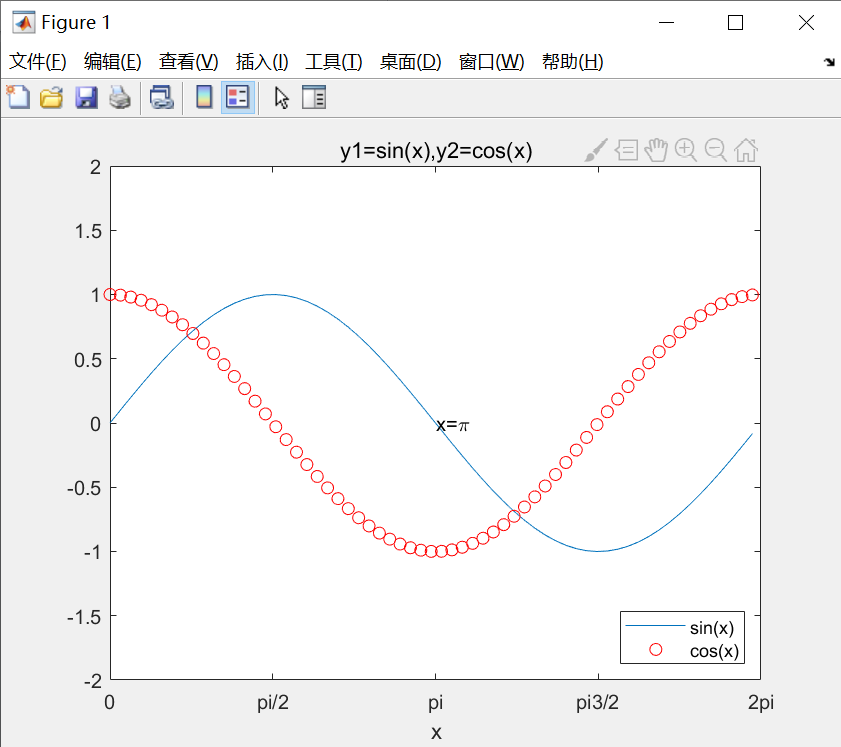 Figure 1
文件(F) 编辑(E) 查看(V) 插入(I) 工具(T) 桌面(D) 窗口(W) 帮助(H)
y1=sin(x),y2=cos(x)
2
1.5
1
0.5
0
-0.5
-1
-1.5
-2
x=π
sin(x)
cos(x)
0 pi/2 pi pi3/2 2pi
x